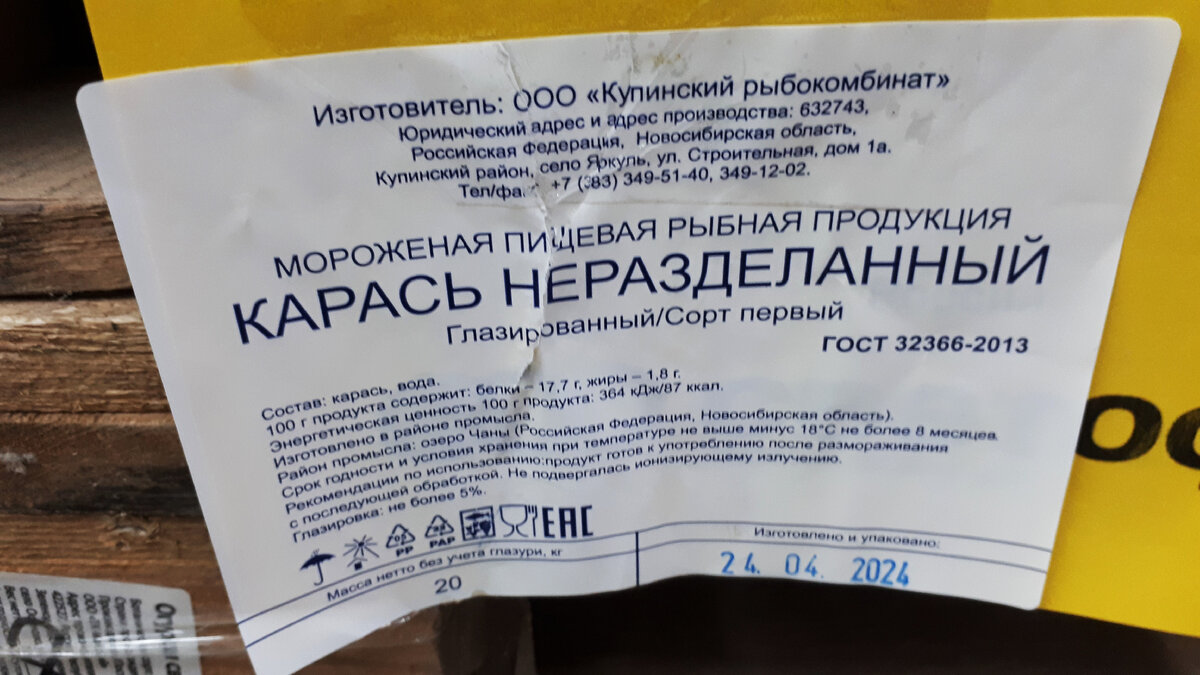 Изготовитель: ООО «Купинский рыбокомбинат»
Юридический адрес и адрес производства: 632743,
Российская Федерация, Новосибирская область,
Купинский район, село Яркуль, ул. Строительная, дом 1а.
Тел/фа. +7 (383) 349-51-40, 349-12-02.
МОРОЖЕНАЯ ПИЩЕВАЯ РЫБНАЯ ПРОДУКЦИЯ
КАРАСЬ НЕРАЗДЕЛАННЫЙ
Глазированный/Сорт первый
ГОСТ 32366-2013
Состав: карась, вода.
100 г продукта содержит: белки – 17,7 г, жиры – 1,8 г.
Энергетическая ценность 100 г продукта: 364 кДж/87 ккал.
Изготовлено в районе промысла.
Район промысла: озеро Чаны (Российская Федерация, Новосибирская область).
Срок годности и условия хранения при температуре не выше минус 18°С не более 8 месяцев.
Рекомендации по использованию:продукт готов к употреблению после размораживания
с последующей обработкой. Не подвергалась ионизирующему излучению.
Глазировка: не более 5%.
PP PAP EAC
Масса нетто без учета глазури, кг
20
Изготовлено и упаковано:
24. 04. 2024